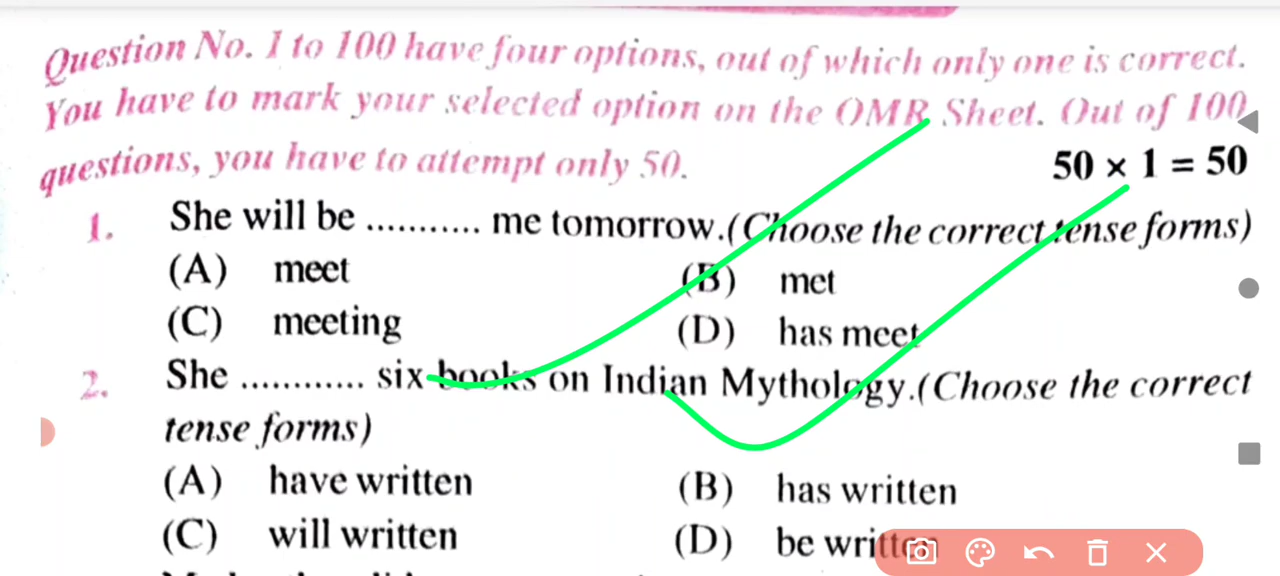 Question No. 1 to 100 have four options, out of which only one is correct.
You have to mark your selected option on the OMR Sheet. Out of 100
questions, you have to attempt only 50.
50 × 1 = 50
1. She will be ........... me tomorrow.(Choose the correct tense forms)
(A) meet (B) met
(C) meeting (D) has meet
2. She ............ six books on Indian Mythology.(Choose the correct
tense forms)
(A) have written (B) has written
(C) will written (D) be written